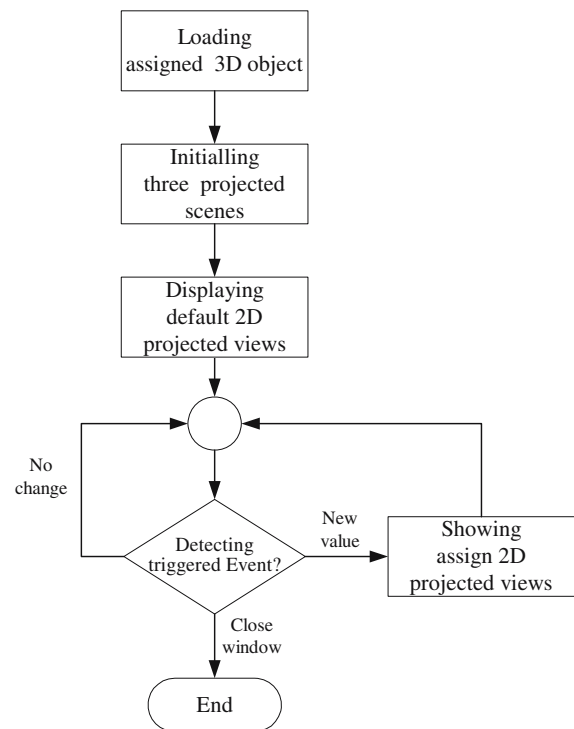 Loading
assigned 3D object
Initialling
three projected
scenes
Displaying
default 2D
projected views
No
change
Detecting
triggered Event?
New
value
Showing
assign 2D
projected views
Close
window
End